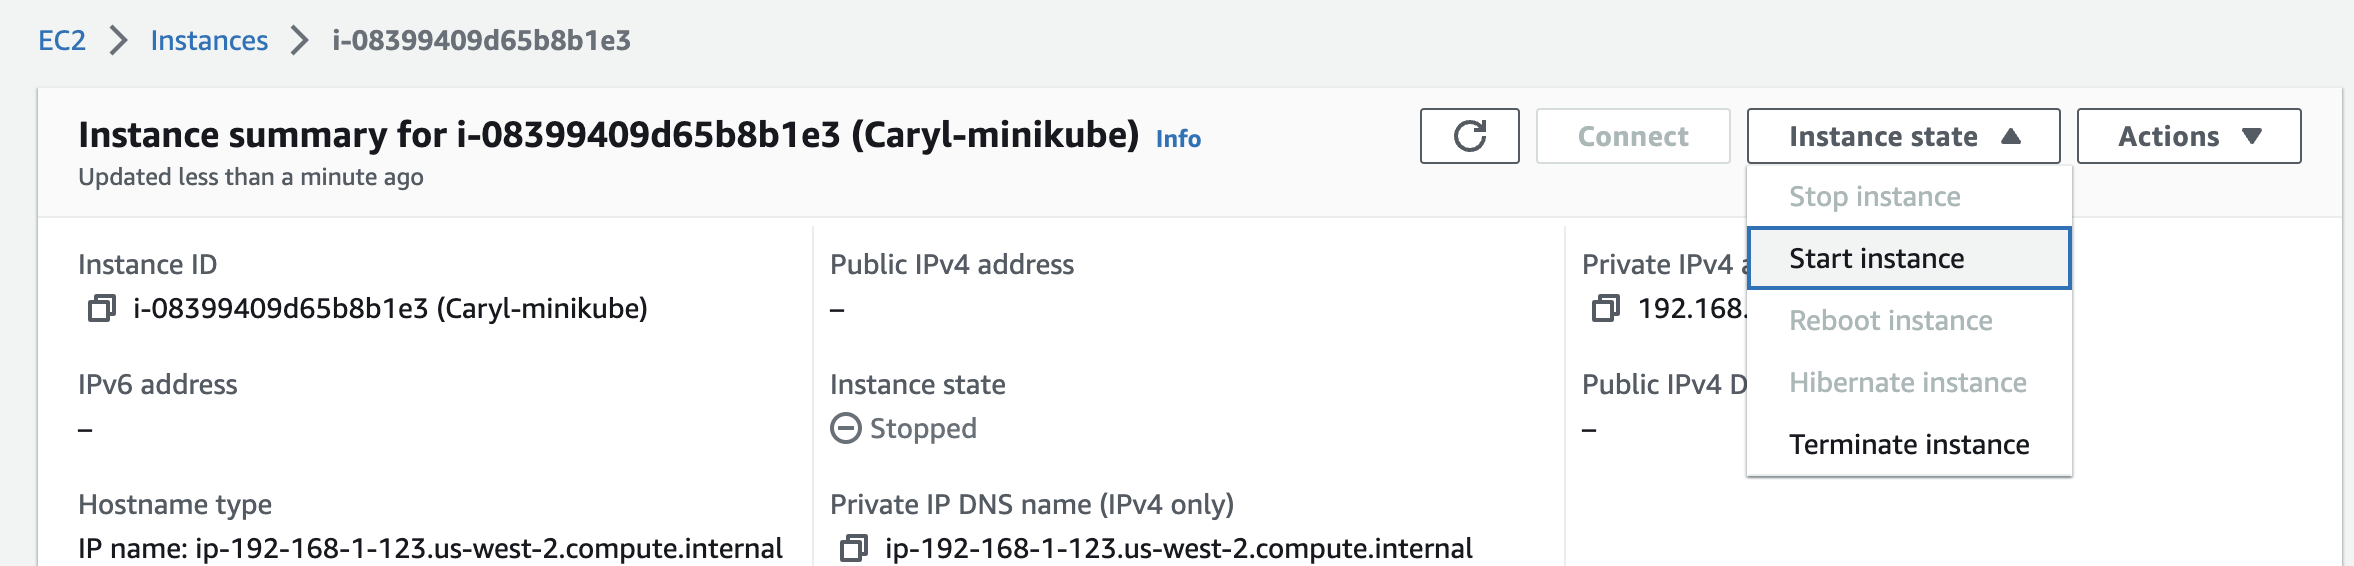 EC2 > Instances > i-08399409d65b8b1e3
Instance summary for i-08399409d65b8b1e3 (Caryl-minikube) Info
Updated less than a minute ago
Connect
Instance state
Actions
Stop instance
Start instance
Reboot instance
Hibernate instance
Terminate instance
Instance ID
i-08399409d65b8b1e3 (Caryl-minikube)
Public IPv4 address
–
Private IPv4
192.168.
IPv6 address
–
Instance state
Stopped
Public IPv4 D
–
Hostname type
IP name: ip-192-168-1-123.us-west-2.compute.internal
Private IP DNS name (IPv4 only)
ip-192-168-1-123.us-west-2.compute.internal